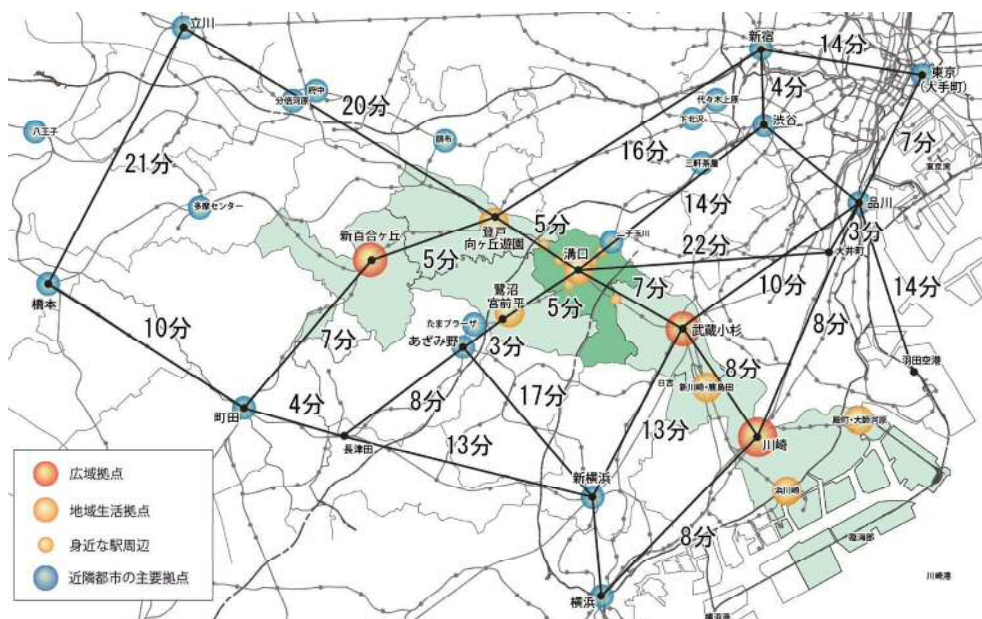 立川
新宿
14分
東京
(大手町)
府中
分倍河原
代々木上原
4分
20分
下北沢
渋谷
八王子
調布
16分
三軒茶屋
7分
東京湾
21分
14分
多摩センター
品川
登戸
向ヶ丘遊園
5分
二子玉川
3分
新百合ヶ丘
溝口
22分
大井町
5分
橋本
鷺沼
宮前平
7分
10分
14分
5分
10分
たまプラーザ
武蔵小杉
8分
7分
あざみ野
3分
羽田空港
日吉
8分
新川崎・鹿島田
4分
8分
17分
町田
殿町・大師河原
13分
川崎
長津田
13分
広域拠点
新横浜
浜川崎
地域生活拠点
身近な駅周辺
8分
臨海部
近隣都市の主要拠点
川崎港
横浜